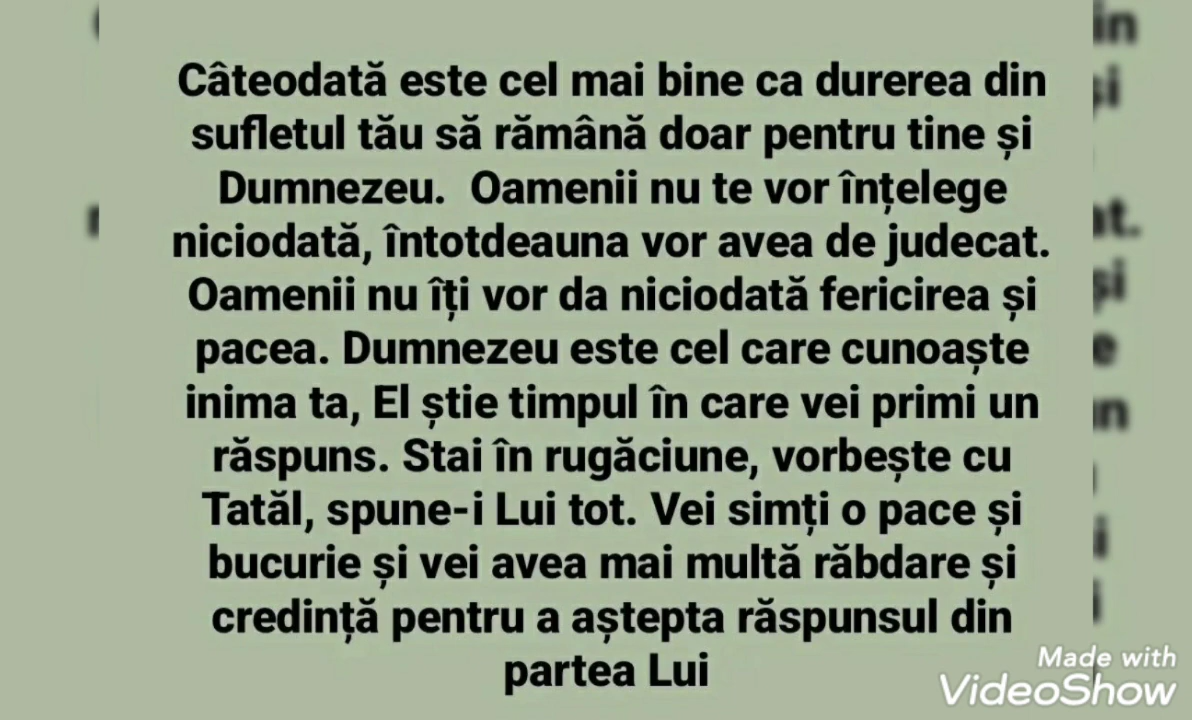 Câteodată este cel mai bine ca durerea din
sufletul tău să rămână doar pentru tine și
Dumnezeu.  Oamenii nu te vor înțelege
niciodată, întotdeauna vor avea de judecat.
Oamenii nu îți vor da niciodată fericirea și
pacea. Dumnezeu este cel care cunoaște
inima ta, El știe timpul în care vei primi un
răspuns. Stai în rugăciune, vorbește cu
Tatăl, spune-i Lui tot. Vei simți o pace și
bucurie și vei avea mai multă răbdare și
credință pentru a aștepta răspunsul din
partea Lui
Made with
VideoShow